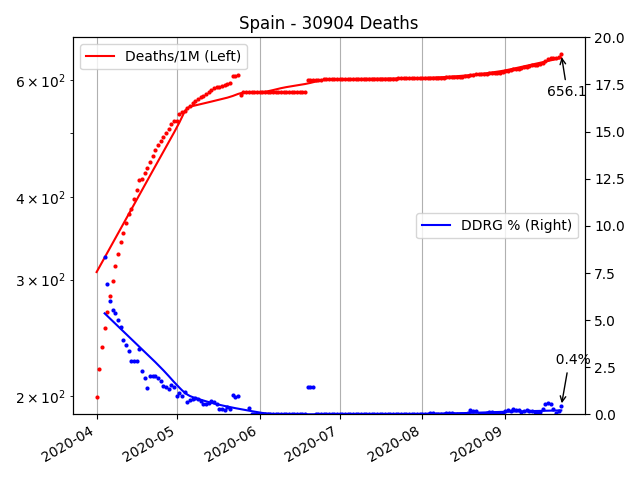 Spain - 30904 Deaths
Deaths/1M (Left)
DDRG % (Right)
656.1
0.4%
6 × 10²
4 × 10²
3 × 10²
2 × 10²
20.0
17.5
15.0
12.5
10.0
7.5
5.0
2.5
0.0
2020-04
2020-05
2020-06
2020-07
2020-08
2020-09